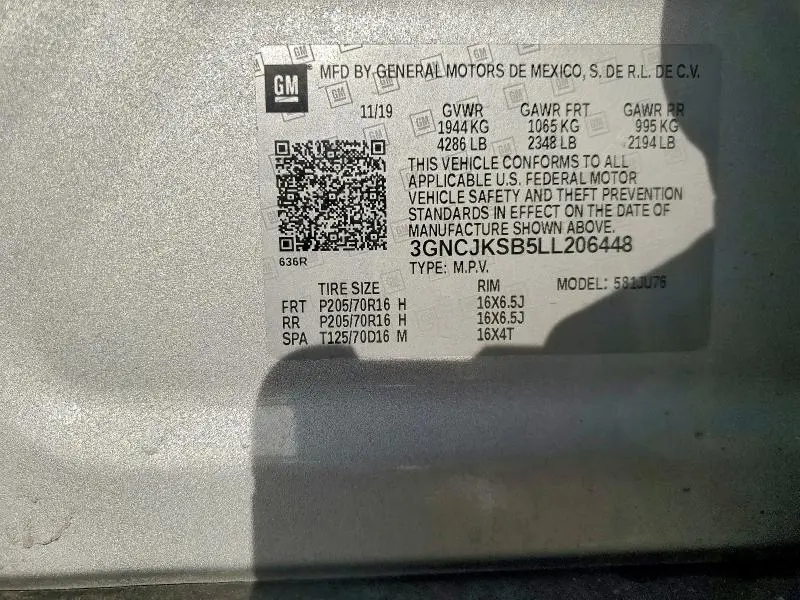 GM
MFD BY GENERAL MOTORS DE MEXICO, S. DE R.L. DE C.V.
11/19 GVWR GAWR FRT GAWR RR
1944 KG 1065 KG 995 KG
4286 LB 2348 LB 2194 LB
THIS VEHICLE CONFORMS TO ALL
APPLICABLE U.S. FEDERAL MOTOR
VEHICLE SAFETY AND THEFT PREVENTION
STANDARDS IN EFFECT ON THE DATE OF
MANUFACTURE SHOWN ABOVE.
3GNCJKSB5LL206448
636R
TYPE: M.P.V.
TIRE SIZE RIM MODEL: 581JU76
FRT P205/70R16 H 16X6.5J
RR P205/70R16 H 16X6.5J
SPA T125/70D16 M 16X4T